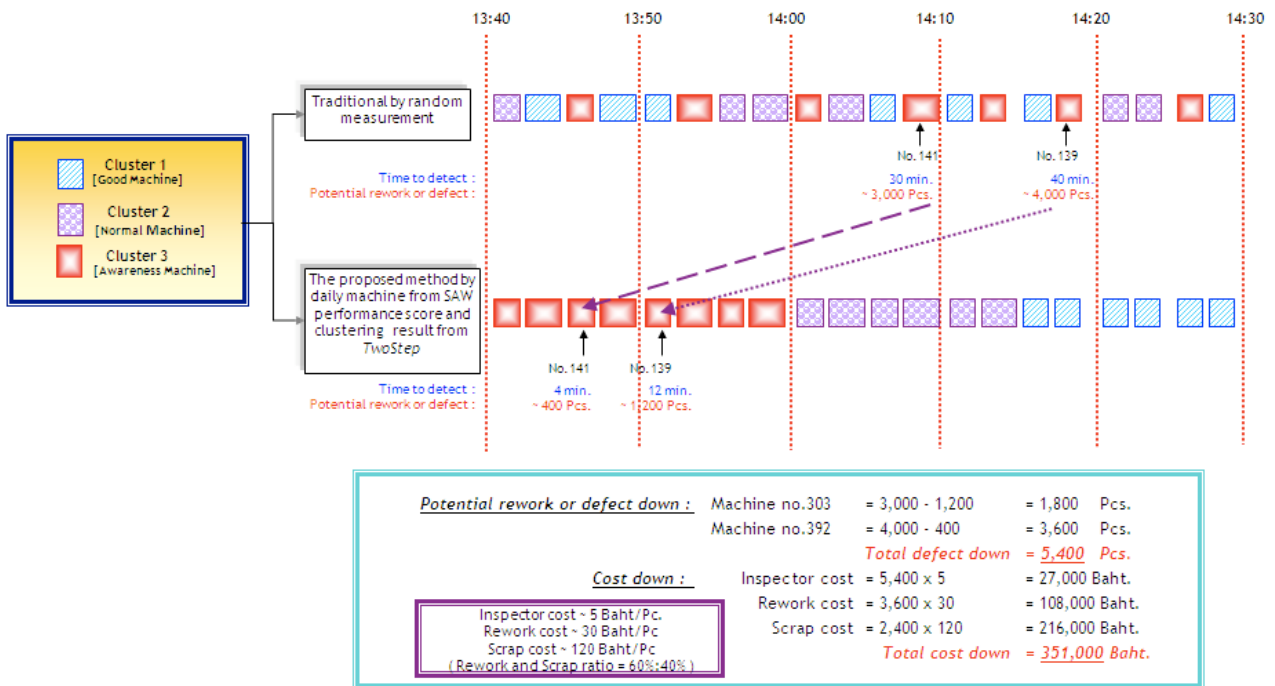 13:40 13:50 14:00 14:10 14:20 14:30
Traditional by random
measurement
Cluster 1
[Good Machine]
Cluster 2
[Normal Machine]
Cluster 3
[Awareness Machine]
No. 141 No. 139
Time to detect : 30 min. 40 min.
Potential rework or defect : ~ 3,000 Pcs. ~ 4,000 Pcs.
The proposed method by
daily machine from SAW
performance score and
clustering result from
TwoStep
No. 141 No. 139
Time to detect : 4 min. 12 min.
Potential rework or defect : ~ 400 Pcs. ~ 1,200 Pcs.
Potential rework or defect down : Machine no.303 = 3,000 - 1,200 = 1,800 Pcs.
Machine no.392 = 4,000 - 400 = 3,600 Pcs.
Total defect down = 5,400 Pcs.
Cost down : Inspector cost = 5,400 x 5 = 27,000 Baht.
Rework cost = 3,600 x 30 = 108,000 Baht.
Scrap cost = 2,400 x 120 = 216,000 Baht.
Total cost down = 351,000 Baht.
Inspector cost ~ 5 Baht/Pc.
Rework cost ~ 30 Baht/Pc
Scrap cost ~ 120 Baht/Pc
( Rework and Scrap ratio = 60%:40% )